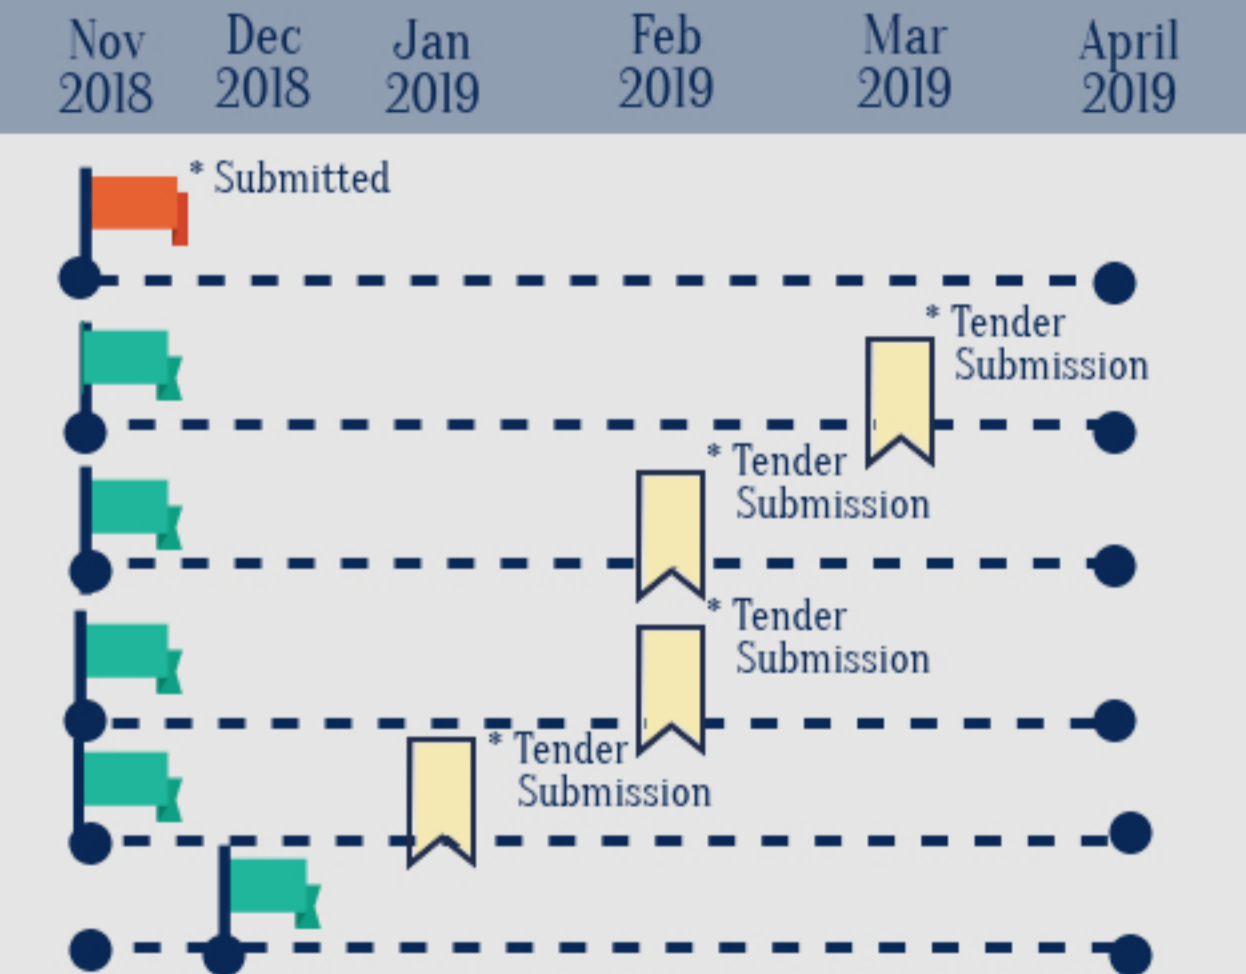 Nov Dec Jan Feb Mar April
2018 2018 2019 2019 2019 2019
* Submitted
* Tender
Submission
* Tender
Submission
* Tender
Submission
* Tender
Submission